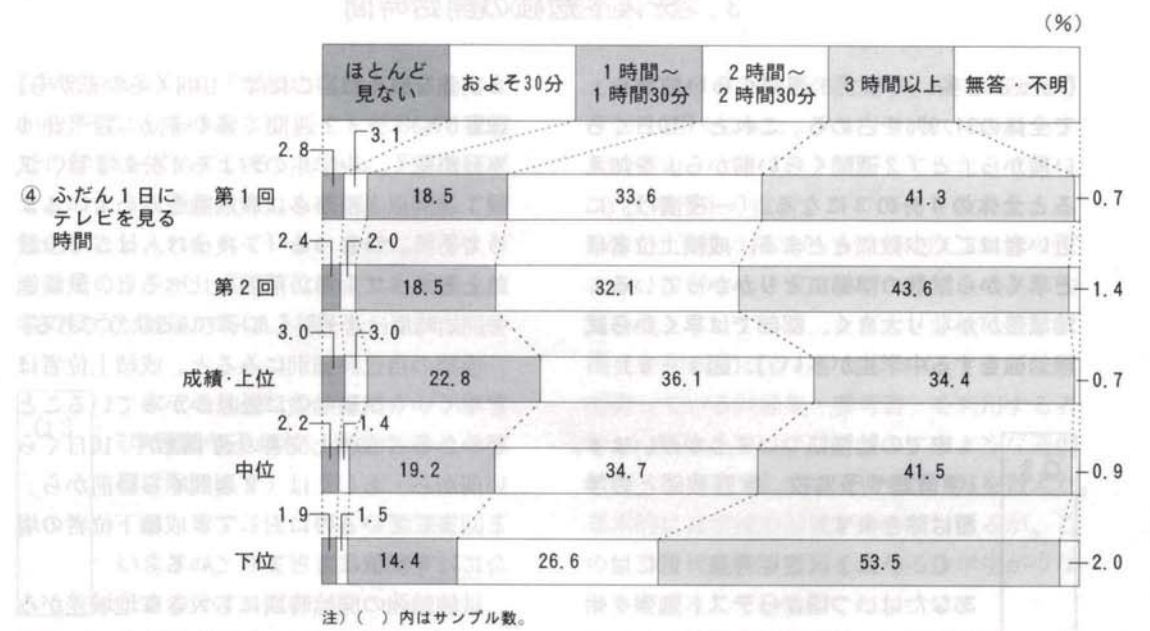 (%)
ほとんど
見ない
およそ30分
1時間～
1時間30分
2時間～
2時間30分
3時間以上
無答・不明
④ ふだん1日に
テレビを見る
時間
2.8
3.1
第1回
18.5
33.6
41.3
0.7
2.4
2.0
第2回
18.5
32.1
43.6
1.4
3.0
3.0
成績・上位
22.8
36.1
34.4
0.7
2.2
1.4
中位
19.2
34.7
41.5
0.9
1.9
1.5
下位
14.4
26.6
53.5
2.0
注）（　）内はサンプル数。